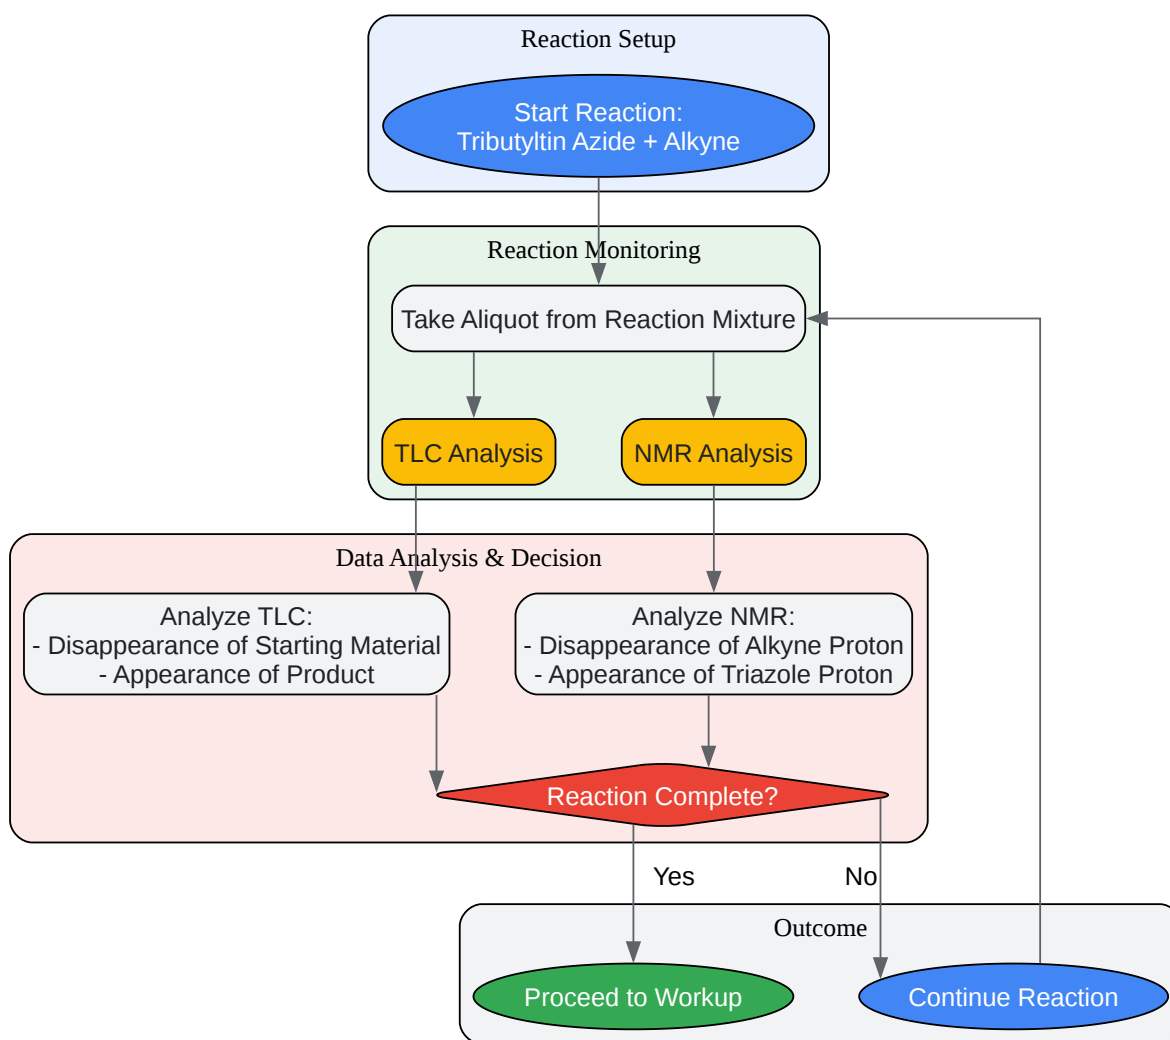 Reaction Setup
Start Reaction:
Tributyltin Azide + Alkyne
Reaction Monitoring
Take Aliquot from Reaction Mixture
TLC Analysis
NMR Analysis
Data Analysis & Decision
Analyze TLC:
- Disappearance of Starting Material
- Appearance of Product
Analyze NMR:
- Disappearance of Alkyne Proton
- Appearance of Triazole Proton
Reaction Complete?
Yes
No
Outcome
Proceed to Workup
Continue Reaction